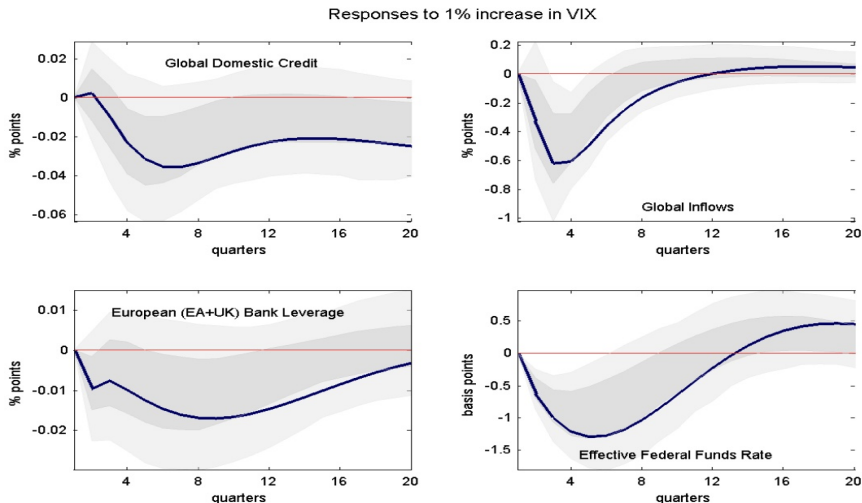 Responses to 1% increase in VIX
0.02
0
-0.02
-0.04
-0.06
% points
Global Domestic Credit
4 8 12 16 20
quarters
0.2
0
-0.2
-0.4
-0.6
-0.8
-1
% points
Global Inflows
4 8 12 16 20
quarters
0.01
0
-0.01
-0.02
% points
European (EA+UK) Bank Leverage
4 8 12 16 20
quarters
0.5
0
-0.5
-1
-1.5
basis points
Effective Federal Funds Rate
4 8 12 16 20
quarters